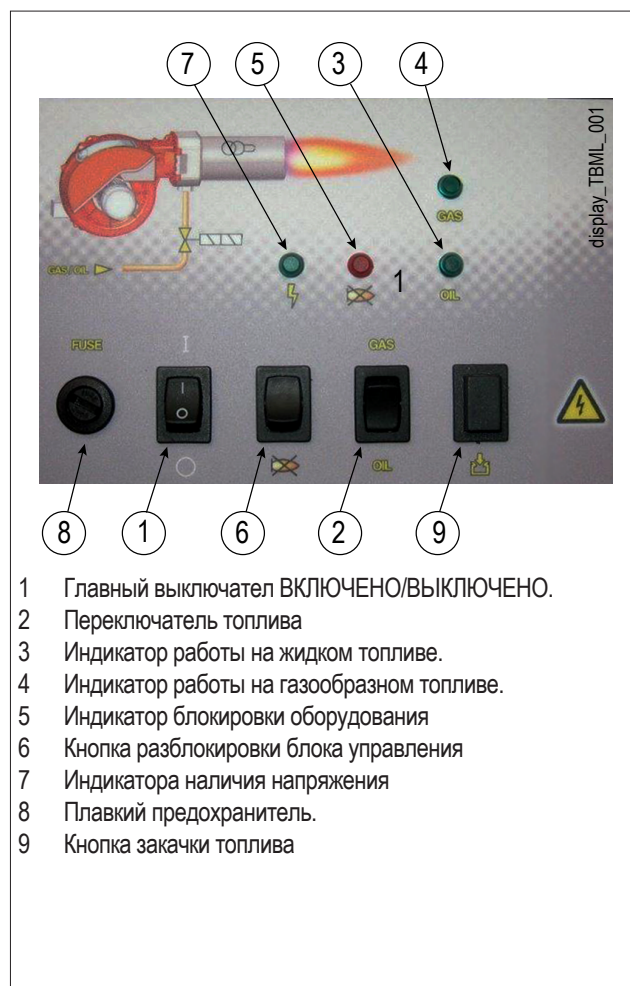 7 5 3 4
display_TBML_001
GAS
GAS/OIL
1
OIL
FUSE I GAS
I
O
OIL
8 1 6 2 9
1 Главный выключател ВКЛЮЧЕНО/ВЫКЛЮЧЕНО.
2 Переключатель топлива
3 Индикатор работы на жидком топливе.
4 Индикатор работы на газообразном топливе.
5 Индикатор блокировки оборудования
6 Кнопка разблокировки блока управления
7 Индикатора наличия напряжения
8 Плавкий предохранитель.
9 Кнопка закачки топлива